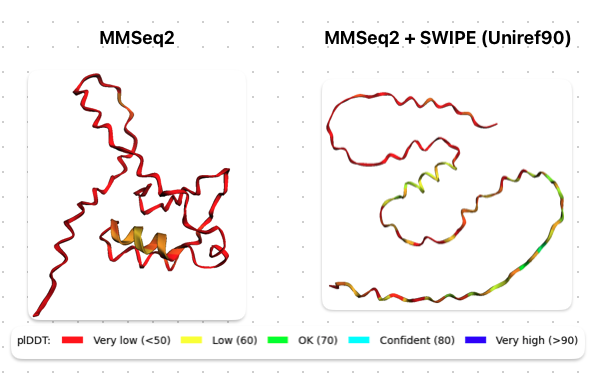 MMSeq2
MMSeq2 + SWIPE (Uniref90)
plDDT: Very low (<50) Low (60) OK (70) Confident (80) Very high (>90)